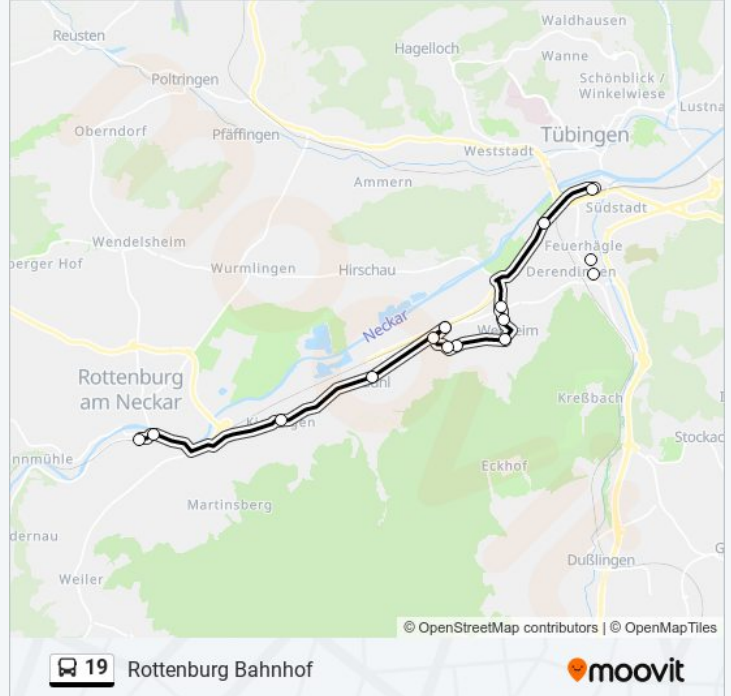 Waldhausen
Reusten
Hagelloch
Wanne
Poltringen
Schönblick /
Winkelwiese
Lustna
Oberndorf
Pfäffingen
Tübingen
Weststadt
Ammern
Südstadt
Wendelsheim
Feuerhägle
berger Hof
Wurmlingen
Hirschau
Derendingen
Neckar
Rottenburg
am Neckar
Kreßbach
Stockac
nnmühle
Eckhof
Martinsberg
dernau
Dußlingen
Weiler
© OpenStreetMap contributors | © OpenMapTiles
19 Rottenburg Bahnhof
moovit